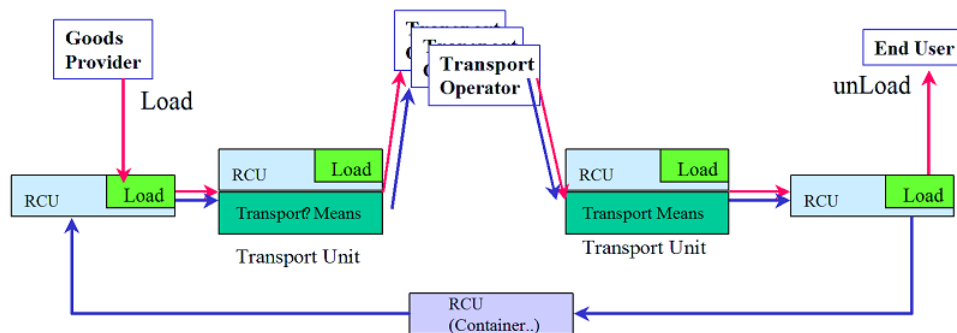 Goods
Provider
Load
Transport
Operator
End User
unLoad
RCU
Load
RCU
Load
Transport? Means
Transport Unit
RCU
Load
Transport Means
Transport Unit
RCU
Load
RCU
(Container..)